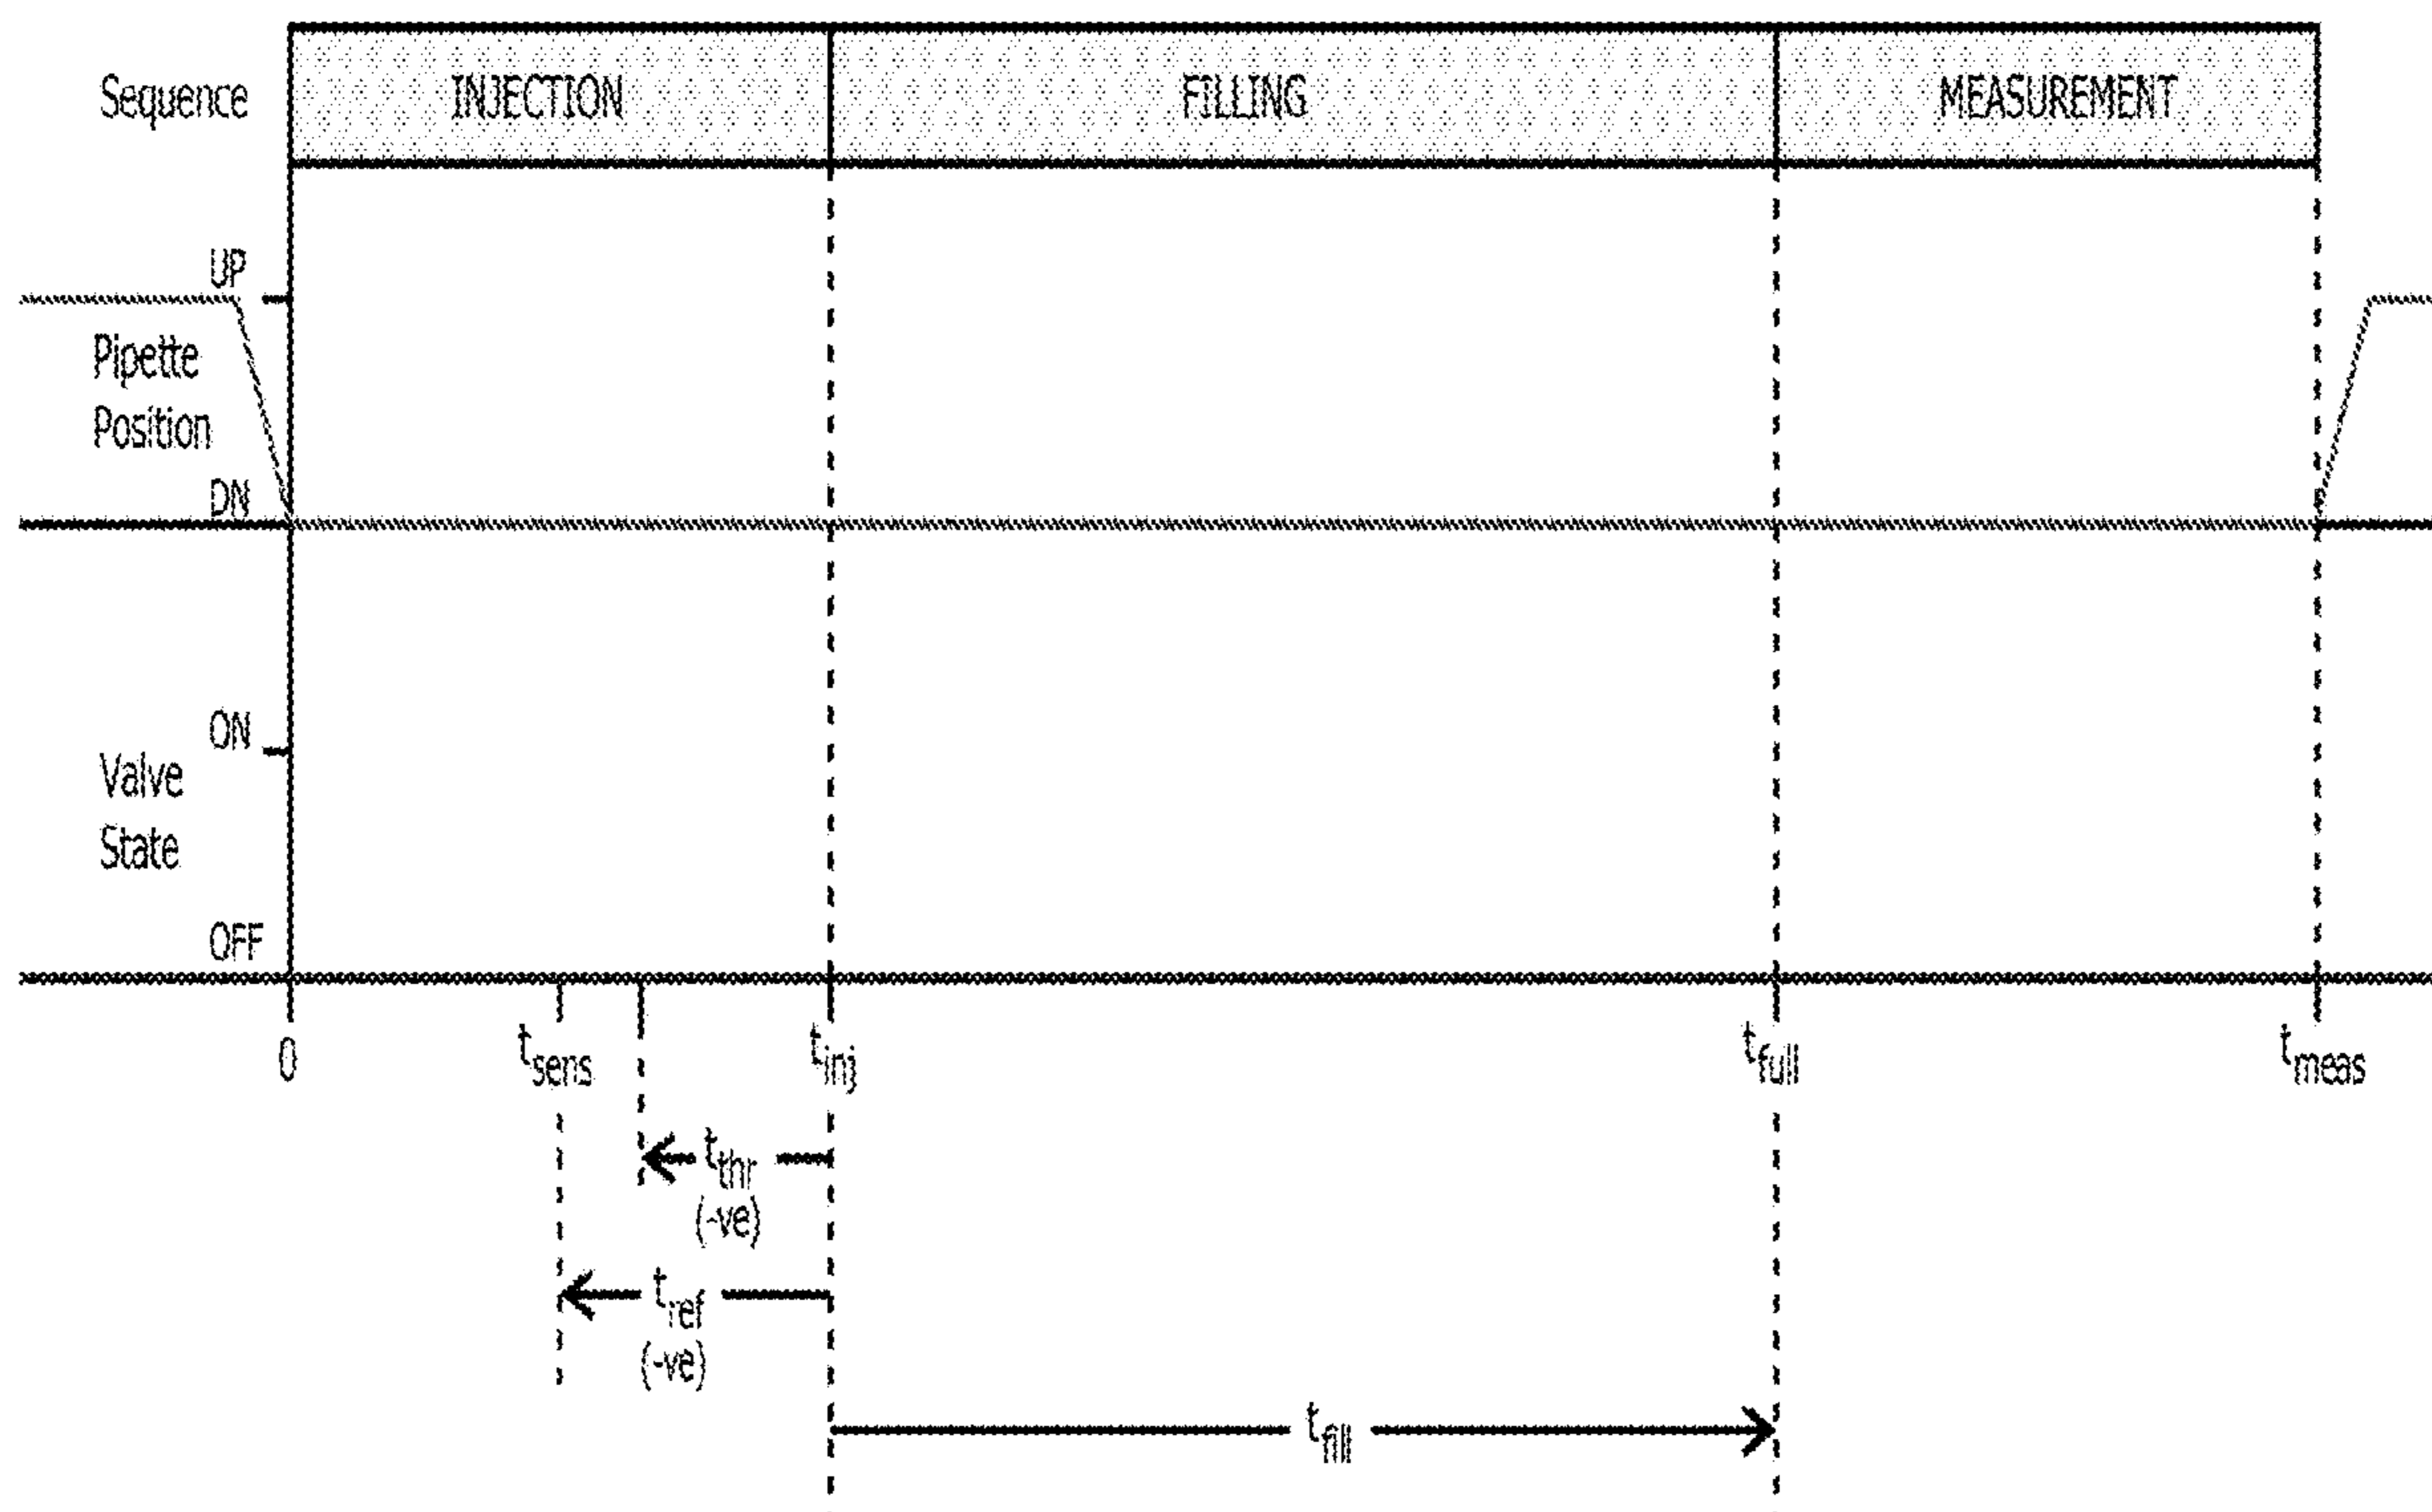 Sequence INJECTION FILLING MEASUREMENT
UP
Pipette
Position
DN
ON
Valve
State
OFF
0 tsens tinj tfull tmeas
tthr
(-ve)
tref
(-ve)
tfill